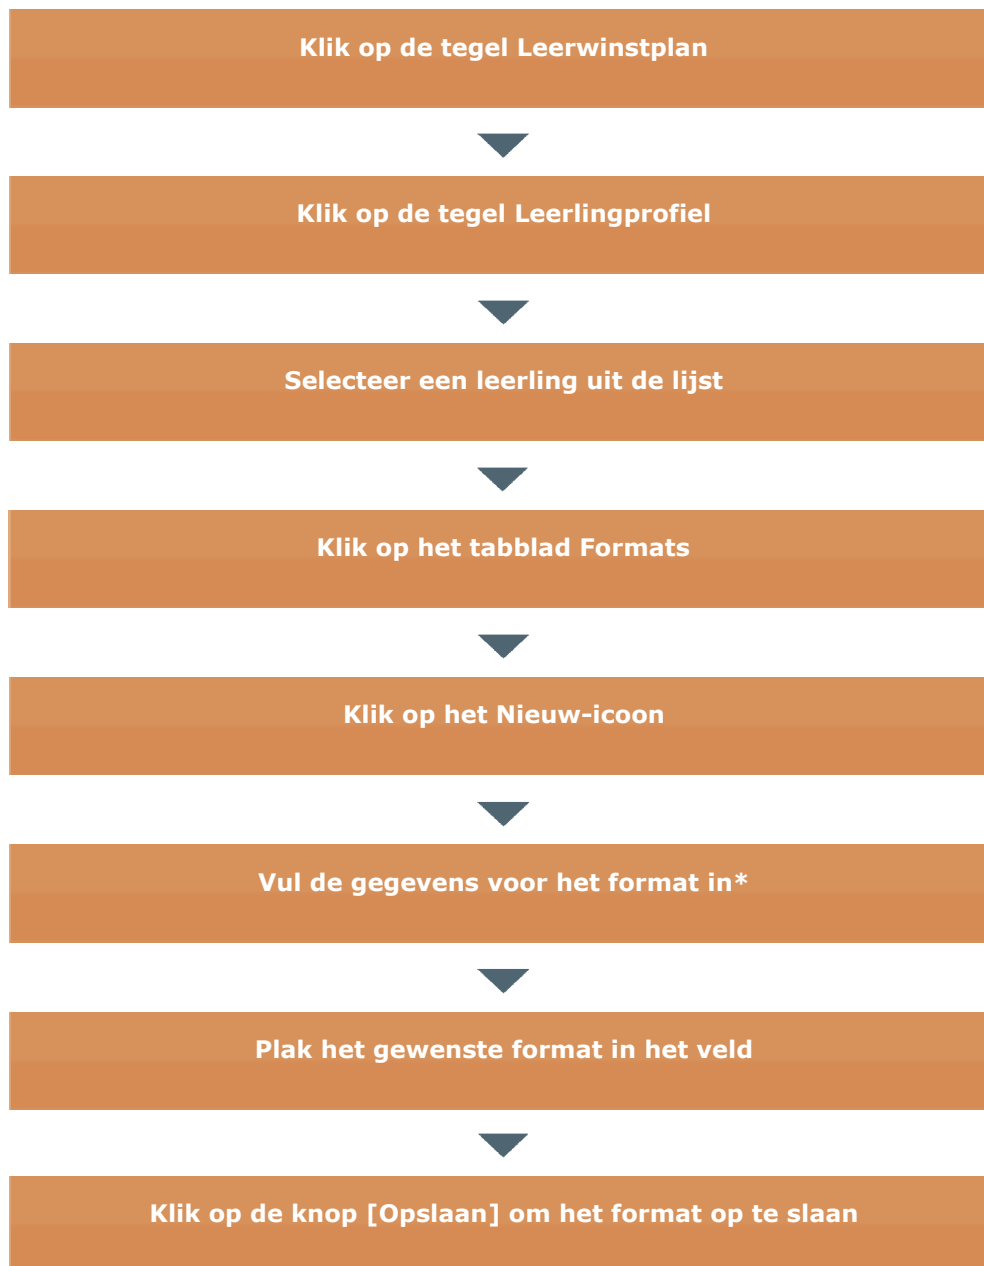 Klik op de tegel Leerwinstplan
Klik op de tegel Leerlingprofiel
Selecteer een leerling uit de lijst
Klik op het tabblad Formats
Klik op het Nieuw-icoon
Vul de gegevens voor het format in*
Plak het gewenste format in het veld
Klik op de knop [Opslaan] om het format op te slaan